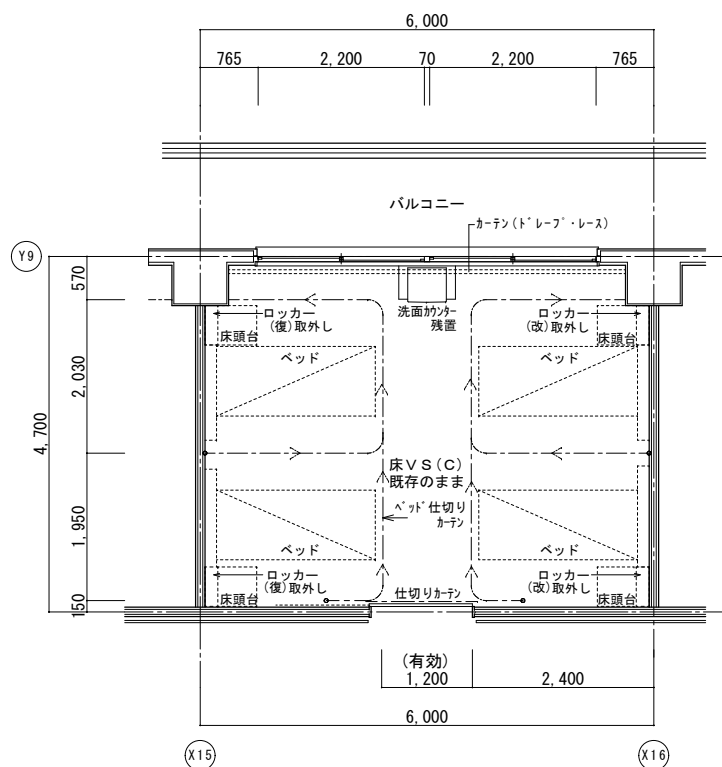 6,000
765
2,200
70
2,200
765
バルコニー
カーテン(ドレープ・レース)
Y9
570
洗面カウンター
残置
ロッカー
(復)取外し
床頭台
ベッド
ロッカー
(改)取外し
床頭台
ベッド
2,030
4,700
床VS(C)
既存のまま
ベッド仕切り
カーテン
1,950
ベッド
ロッカー
(復)取外し
床頭台
ベッド
ロッカー
(改)取外し
床頭台
仕切りカーテン
150
(有効)
1,200
2,400
6,000
X15
X16